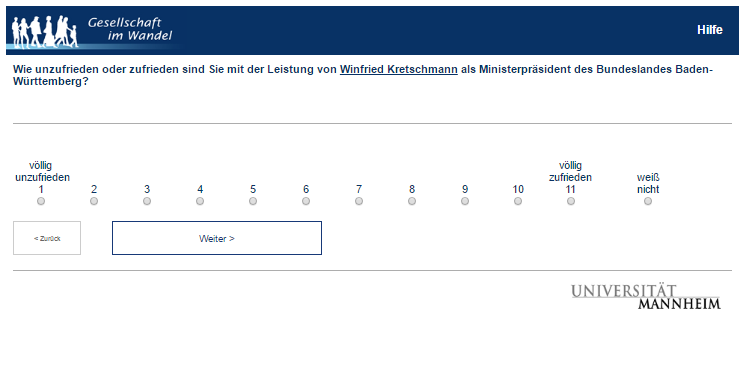 Gesellschaft
im Wandel
Hilfe
Wie unzufrieden oder zufrieden sind Sie mit der Leistung von Winfried Kretschmann als Ministerpräsident des Bundeslandes Baden-
Württemberg?
völlig
unzufrieden
1
2
3
4
5
6
7
8
9
10
völlig
zufrieden
11
weiß
nicht
< Zurück
Weiter >
UNIVERSITÄT
MANNHEIM